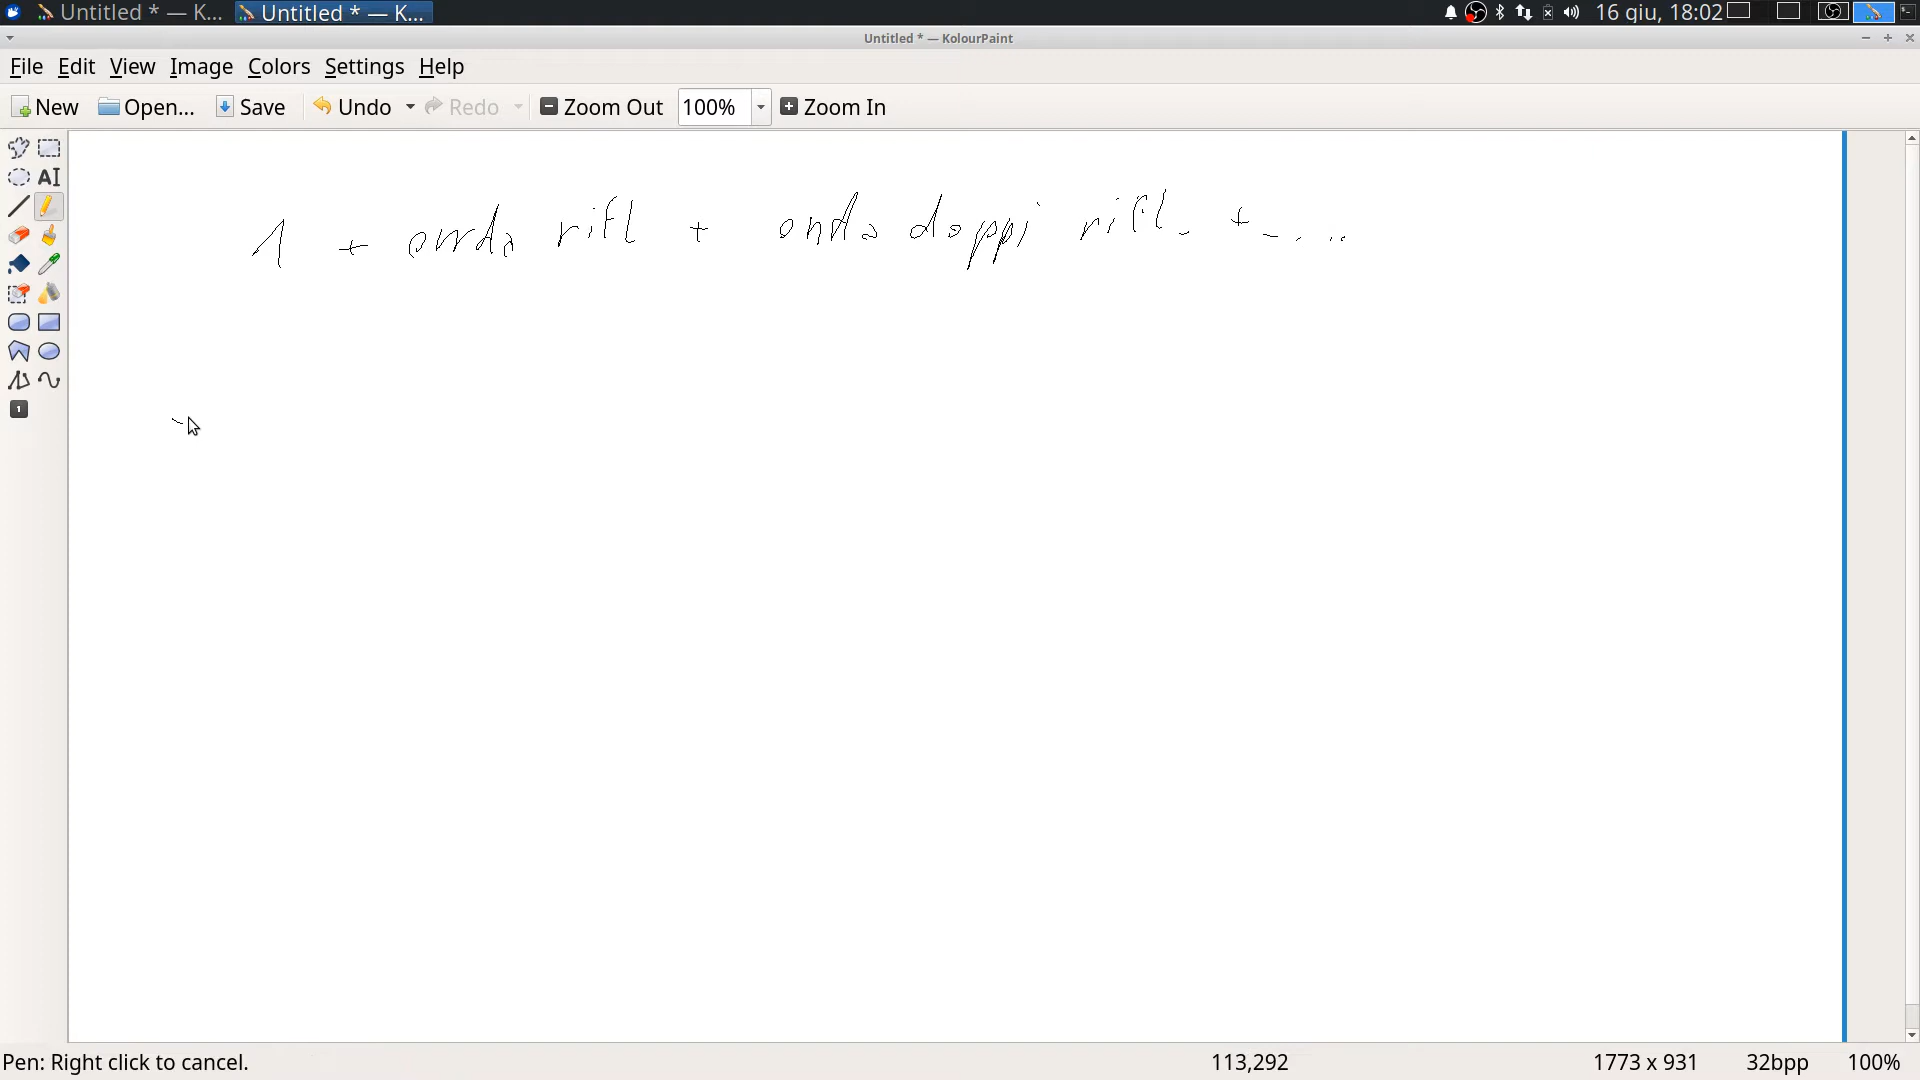 Untitled * — K... Untitled * — K... 16 giu, 18:02
Untitled * — KolourPaint
File Edit View Image Colors Settings Help
New Open... Save Undo Redo Zoom Out 100% Zoom In
AI
1 + onda rifl + onda doppi rifl. + ......
1
Pen: Right click to cancel. 113,292 1773 x 931 32bpp 100%